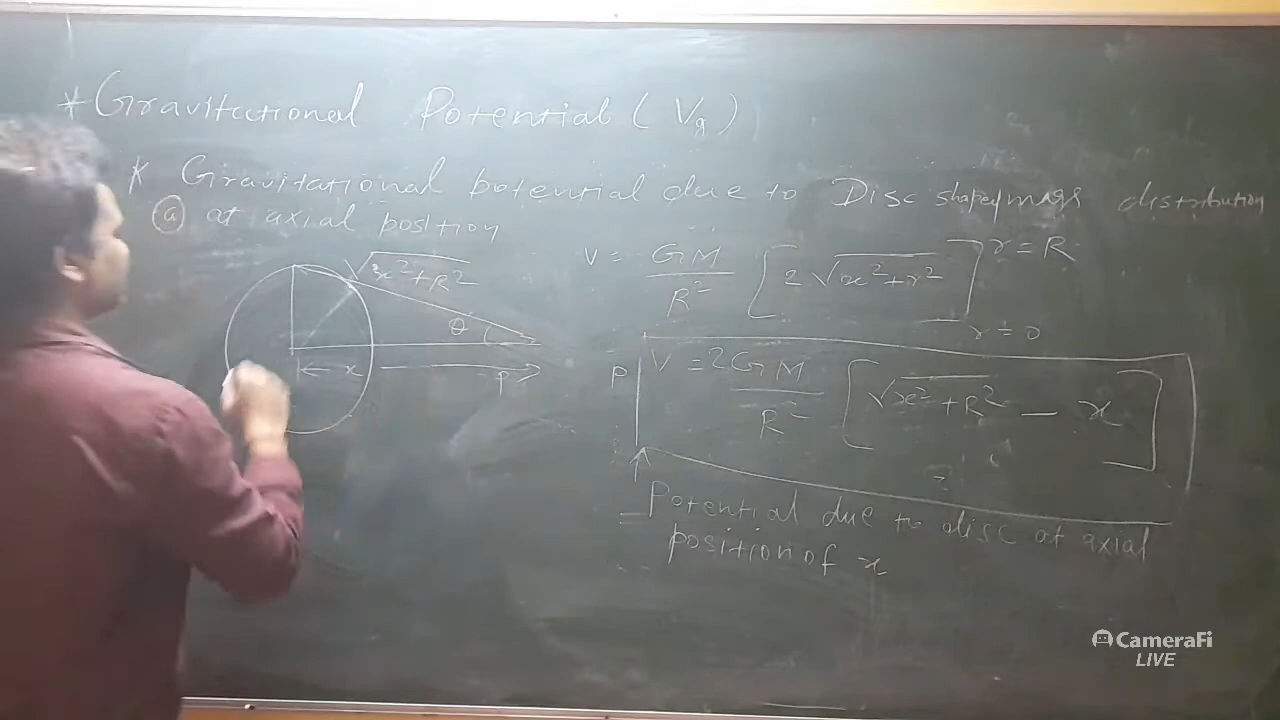 * Gravitational Potential (Vg)
* Gravitational potential due to Disc shaped mass distribution
ⓐ at axial position
√x²+R²
θ
x
P
V = GM/R² [2√x²+r²] r=R r=0
P V = 2GM/R² [√x²+R² − x]
= Potential due to disc at axial
position of x
CameraFi
LIVE